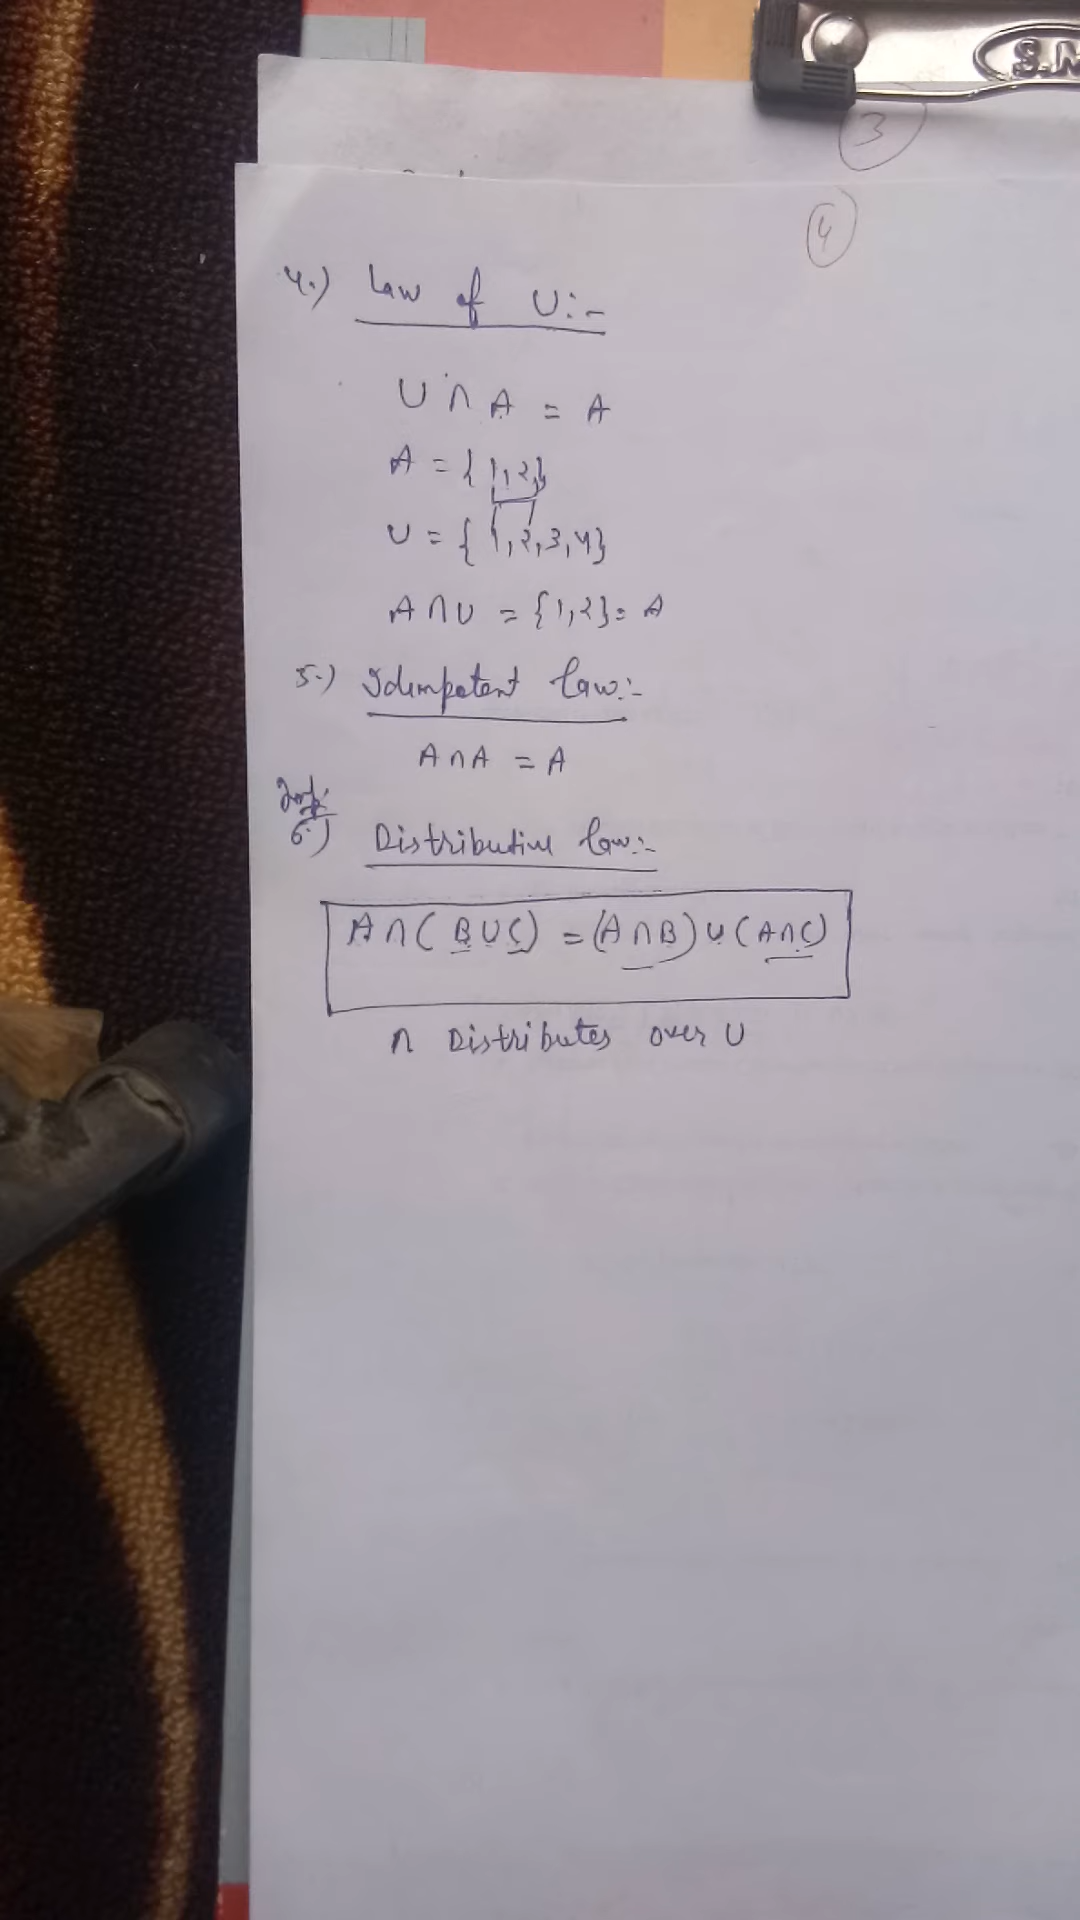 S.M
3
4
4.) Law of U:-
U ∩ A = A
A = {1,2}
U = {1,2,3,4}
A∩U = {1,2} = A
5.) Idempotent law:-
A∩A = A
Imp.
6.) Distributive law:-
A∩(B∪C) = (A∩B)∪(A∩C)
∩ Distributes over U